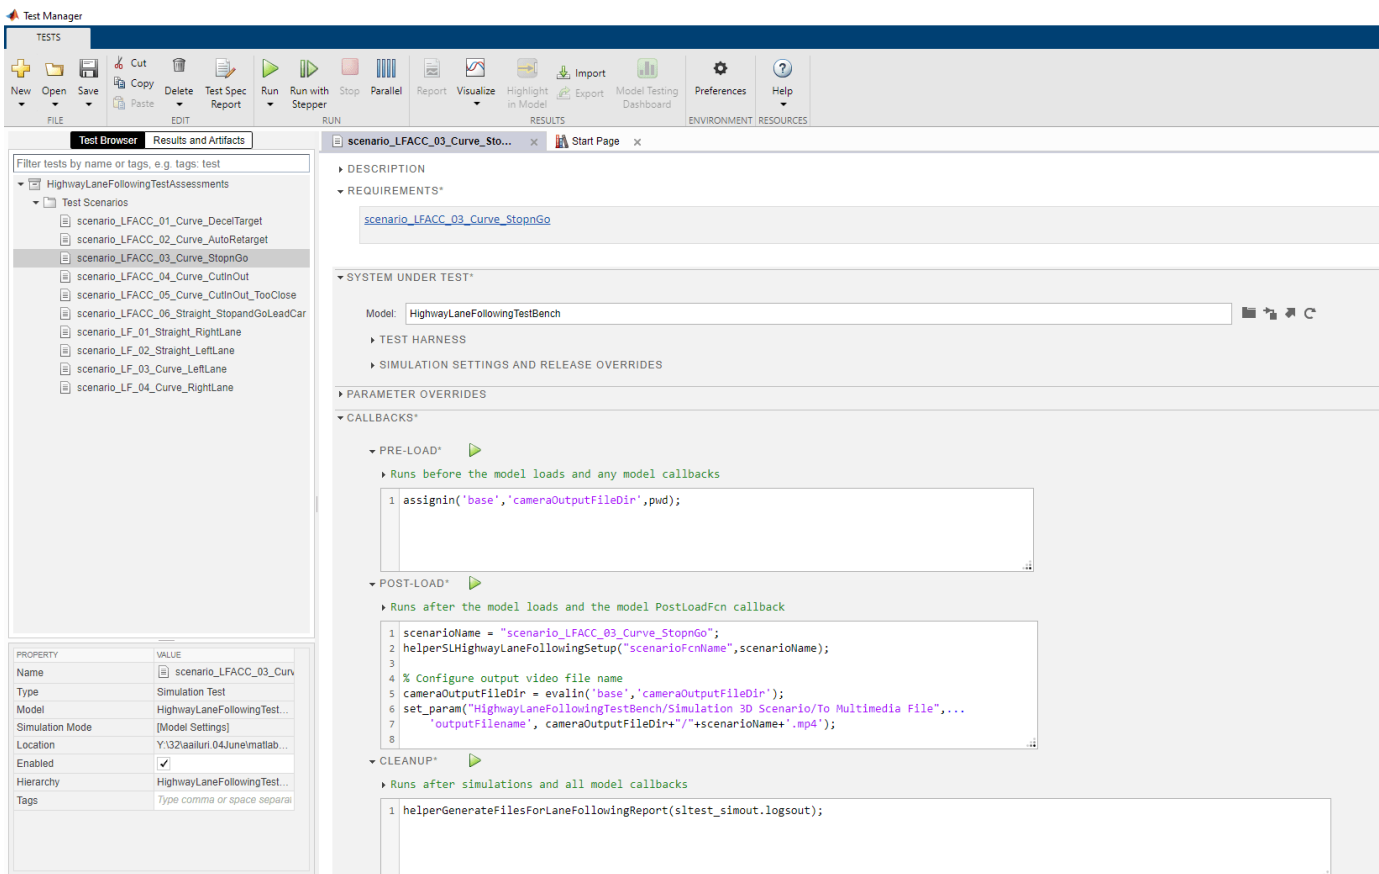 Test Manager
TESTS
New
Open
Save
Cut
Copy
Paste
Delete
Test Spec
Report
Run
Run with
Stepper
Stop
Parallel
Report
Visualize
Highlight
in Model
Import
Export
Model Testing
Dashboard
Preferences
Help
FILE
EDIT
RUN
RESULTS
ENVIRONMENT
RESOURCES
Test Browser
Results and Artifacts
Filter tests by name or tags, e.g. tags: test
HighwayLaneFollowingTestAssessments
Test Scenarios
scenario_LFACC_01_Curve_DecelTarget
scenario_LFACC_02_Curve_AutoRetarget
scenario_LFACC_03_Curve_StopnGo
scenario_LFACC_04_Curve_CutInOut
scenario_LFACC_05_Curve_CutInOut_TooClose
scenario_LFACC_06_Straight_StopandGoLeadCar
scenario_LF_01_Straight_RightLane
scenario_LF_02_Straight_LeftLane
scenario_LF_03_Curve_LeftLane
scenario_LF_04_Curve_RightLane
PROPERTY VALUE
Name scenario_LFACC_03_Curv
Type Simulation Test
Model HighwayLaneFollowingTest...
Simulation Mode [Model Settings]
Location Y:\32\aailuri.04June\matlab...
Enabled
Hierarchy HighwayLaneFollowingTest...
Tags Type comma or space separat
scenario_LFACC_03_Curve_Sto... ×
Start Page ×
DESCRIPTION
REQUIREMENTS*
scenario_LFACC_03_Curve_StopnGo
SYSTEM UNDER TEST*
Model: HighwayLaneFollowingTestBench
TEST HARNESS
SIMULATION SETTINGS AND RELEASE OVERRIDES
PARAMETER OVERRIDES
CALLBACKS*
PRE-LOAD*
Runs before the model loads and any model callbacks
1 assignin('base','cameraOutputFileDir',pwd);
POST-LOAD*
Runs after the model loads and the model PostLoadFcn callback
1 scenarioName = "scenario_LFACC_03_Curve_StopnGo";
2 helperSLHighwayLaneFollowingSetup("scenarioFcnName",scenarioName);
3
4 % Configure output video file name
5 cameraOutputFileDir = evalin('base','cameraOutputFileDir');
6 set_param("HighwayLaneFollowingTestBench/Simulation 3D Scenario/To Multimedia File",...
7 'outputFilename', cameraOutputFileDir+"/"+scenarioName+'.mp4');
8
CLEANUP*
Runs after simulations and all model callbacks
1 helperGenerateFilesForLaneFollowingReport(sltest_simout.logsout);